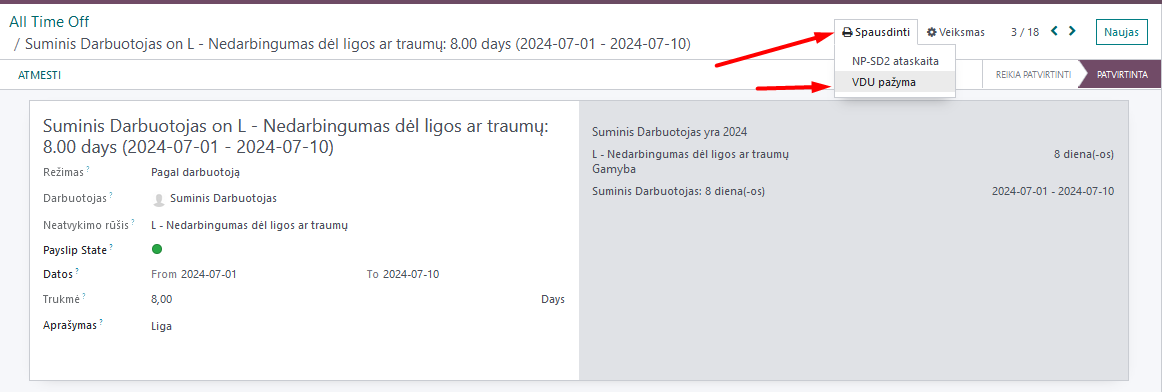 All Time Off
/ Suminis Darbuotojas on L - Nedarbingumas dėl ligos ar traumų: 8.00 days (2024-07-01 - 2024-07-10)
Spausdinti
Veiksmas
3 / 18
Naujas
NP-SD2 ataskaita
VDU pažyma
ATMESTI
REIKIA PATVIRTINTI
PATVIRTINTA
Suminis Darbuotojas on L - Nedarbingumas dėl ligos ar traumų:
8.00 days (2024-07-01 - 2024-07-10)
Režimas ? Pagal darbuotoją
Darbuotojas ? Suminis Darbuotojas
Neatvykimo rūšis ? L - Nedarbingumas dėl ligos ar traumų
Payslip State ?
Datos ? From 2024-07-01 To 2024-07-10
Trukmė ? 8,00 Days
Aprašymas ? Liga
Suminis Darbuotojas yra 2024
L - Nedarbingumas dėl ligos ar traumų 8 diena(-os)
Gamyba
Suminis Darbuotojas: 8 diena(-os) 2024-07-01 - 2024-07-10